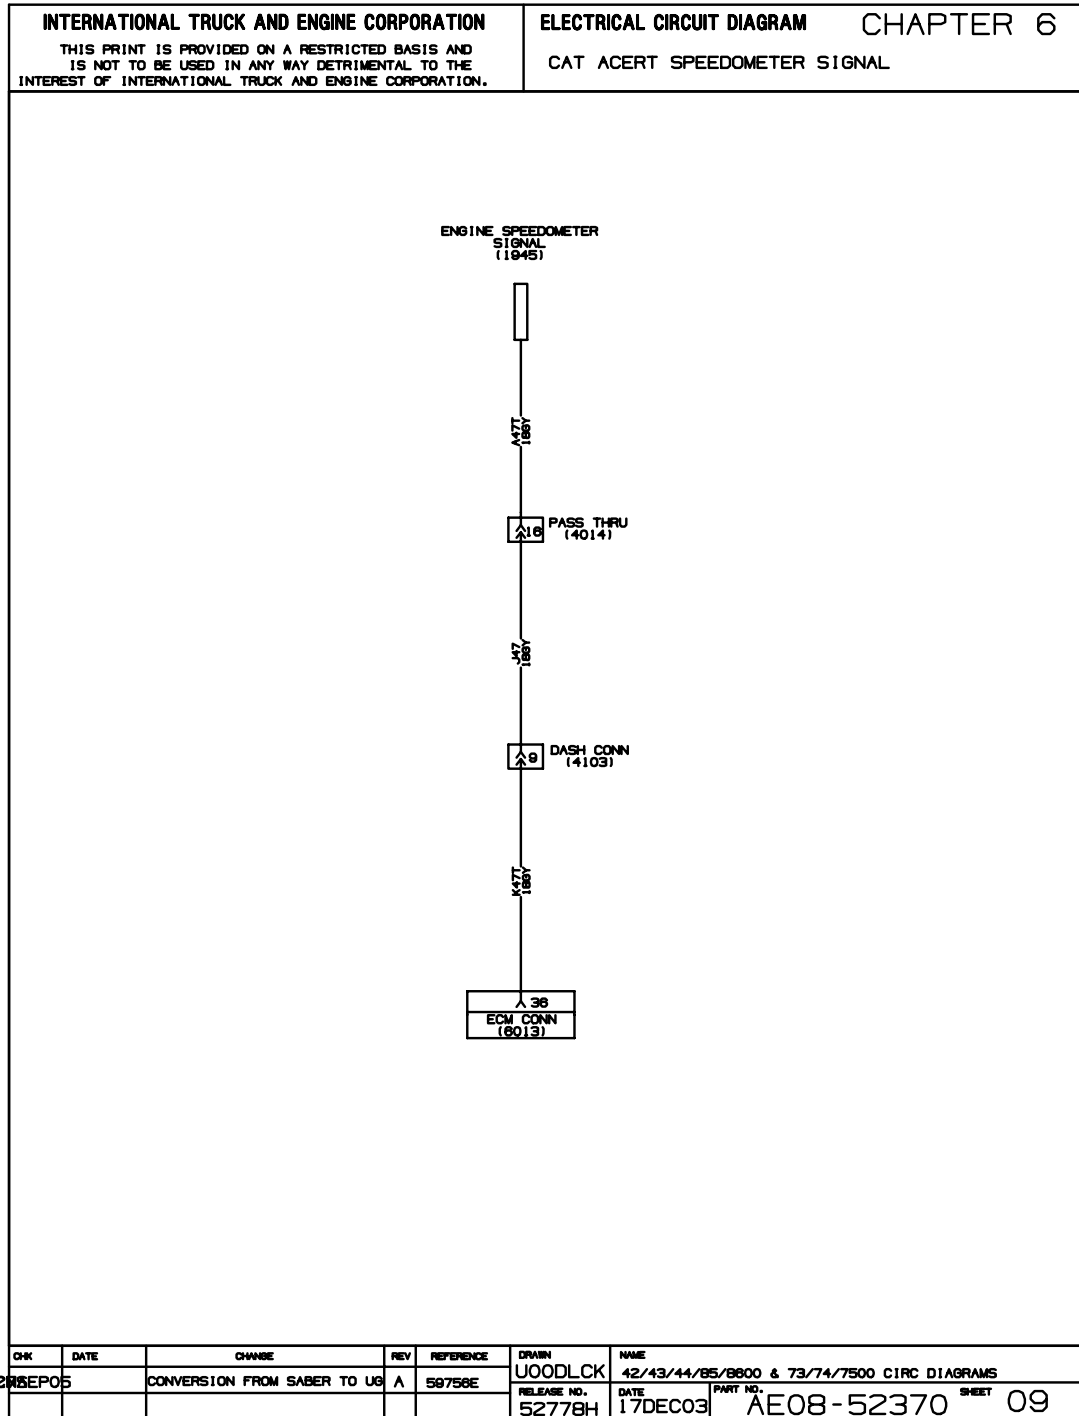 INTERNATIONAL TRUCK AND ENGINE CORPORATION
THIS PRINT IS PROVIDED ON A RESTRICTED BASIS AND
IS NOT TO BE USED IN ANY WAY DETRIMENTAL TO THE
INTEREST OF INTERNATIONAL TRUCK AND ENGINE CORPORATION.
ELECTRICAL CIRCUIT DIAGRAM CHAPTER 6
CAT ACERT SPEEDOMETER SIGNAL
ENGINE SPEEDOMETER
SIGNAL
(1945)
A47T
18GY
16 PASS THRU
(4014)
J47
18GY
9 DASH CONN
(4103)
K47T
18GY
36
ECM CONN
(6013)
CHK DATE CHANGE REV REFERENCE
CONVERSION FROM SABER TO UG A 59756E
DRAWN
U00DLCK
NAME
42/43/44/85/8600 & 73/74/7500 CIRC DIAGRAMS
RELEASE NO.
52778H
DATE
17DEC03
PART NO.
AE08-52370
SHEET 09